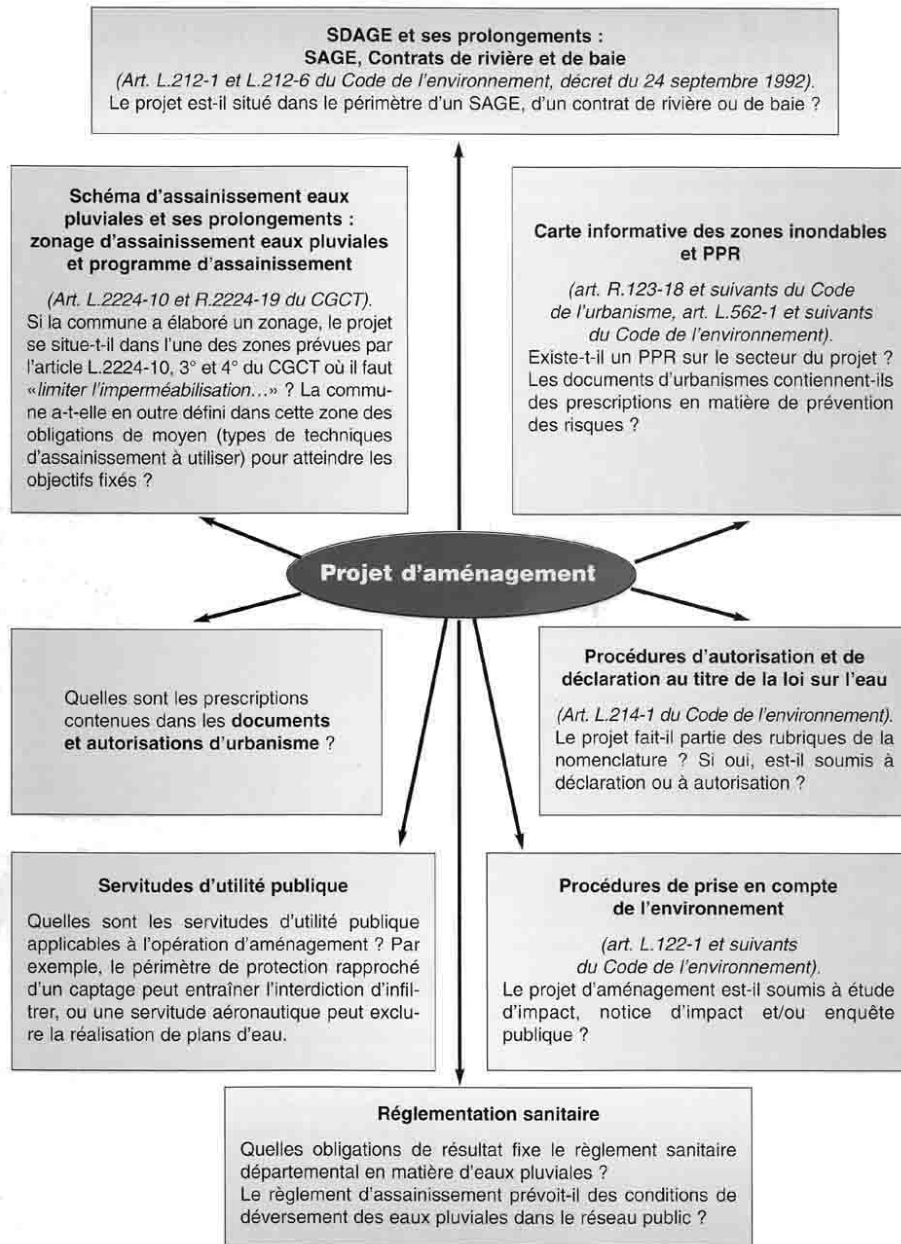 SDAGE et ses prolongements :
SAGE, Contrats de rivière et de baie
(Art. L.212-1 et L.212-6 du Code de l'environnement, décret du 24 septembre 1992).
Le projet est-il situé dans le périmètre d'un SAGE, d'un contrat de rivière ou de baie ?
Schéma d'assainissement eaux
pluviales et ses prolongements :
zonage d'assainissement eaux pluviales
et programme d'assainissement
(Art. L.2224-10 et R.2224-19 du CGCT).
Si la commune a élaboré un zonage, le projet
se situe-t-il dans l'une des zones prévues par
l'article L.2224-10, 3° et 4° du CGCT où il faut
«limiter l'imperméabilisation...» ? La commu-
ne a-t-elle en outre défini dans cette zone des
obligations de moyen (types de techniques
d'assainissement à utiliser) pour atteindre les
objectifs fixés ?
Carte informative des zones inondables
et PPR
(art. R.123-18 et suivants du Code
de l'urbanisme, art. L.562-1 et suivants
du Code de l'environnement).
Existe-t-il un PPR sur le secteur du projet ?
Les documents d'urbanismes contiennent-ils
des prescriptions en matière de prévention
des risques ?
Projet d'aménagement
Quelles sont les prescriptions
contenues dans les documents
et autorisations d'urbanisme ?
Procédures d'autorisation et de
déclaration au titre de la loi sur l'eau
(Art. L.214-1 du Code de l'environnement).
Le projet fait-il partie des rubriques de la
nomenclature ? Si oui, est-il soumis à
déclaration ou à autorisation ?
Servitudes d'utilité publique
Quelles sont les servitudes d'utilité publique
applicables à l'opération d'aménagement ? Par
exemple, le périmètre de protection rapproché
d'un captage peut entraîner l'interdiction d'infil-
trer, ou une servitude aéronautique peut exclu-
re la réalisation de plans d'eau.
Procédures de prise en compte
de l'environnement
(art. L.122-1 et suivants
du Code de l'environnement).
Le projet d'aménagement est-il soumis à étude
d'impact, notice d'impact et/ou enquête
publique ?
Réglementation sanitaire
Quelles obligations de résultat fixe le règlement sanitaire
départemental en matière d'eaux pluviales ?
Le règlement d'assainissement prévoit-il des conditions de
déversement des eaux pluviales dans le réseau public ?